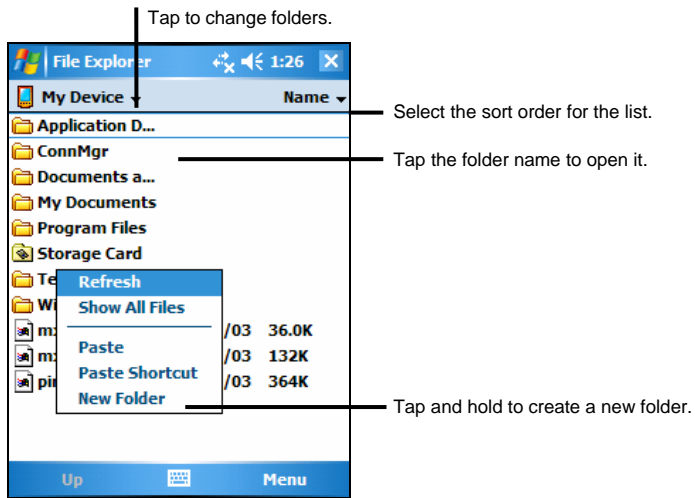 Tap to change folders.
File Explorer 1:26
My Device Name
Select the sort order for the list.
Application D...
ConnMgr
Tap the folder name to open it.
Documents a...
My Documents
Program Files
Storage Card
Te
Refresh
Wi
Show All Files
/03 36.0K
Paste
/03 132K
Paste Shortcut
pin /03 364K
New Folder
Tap and hold to create a new folder.
Up Menu